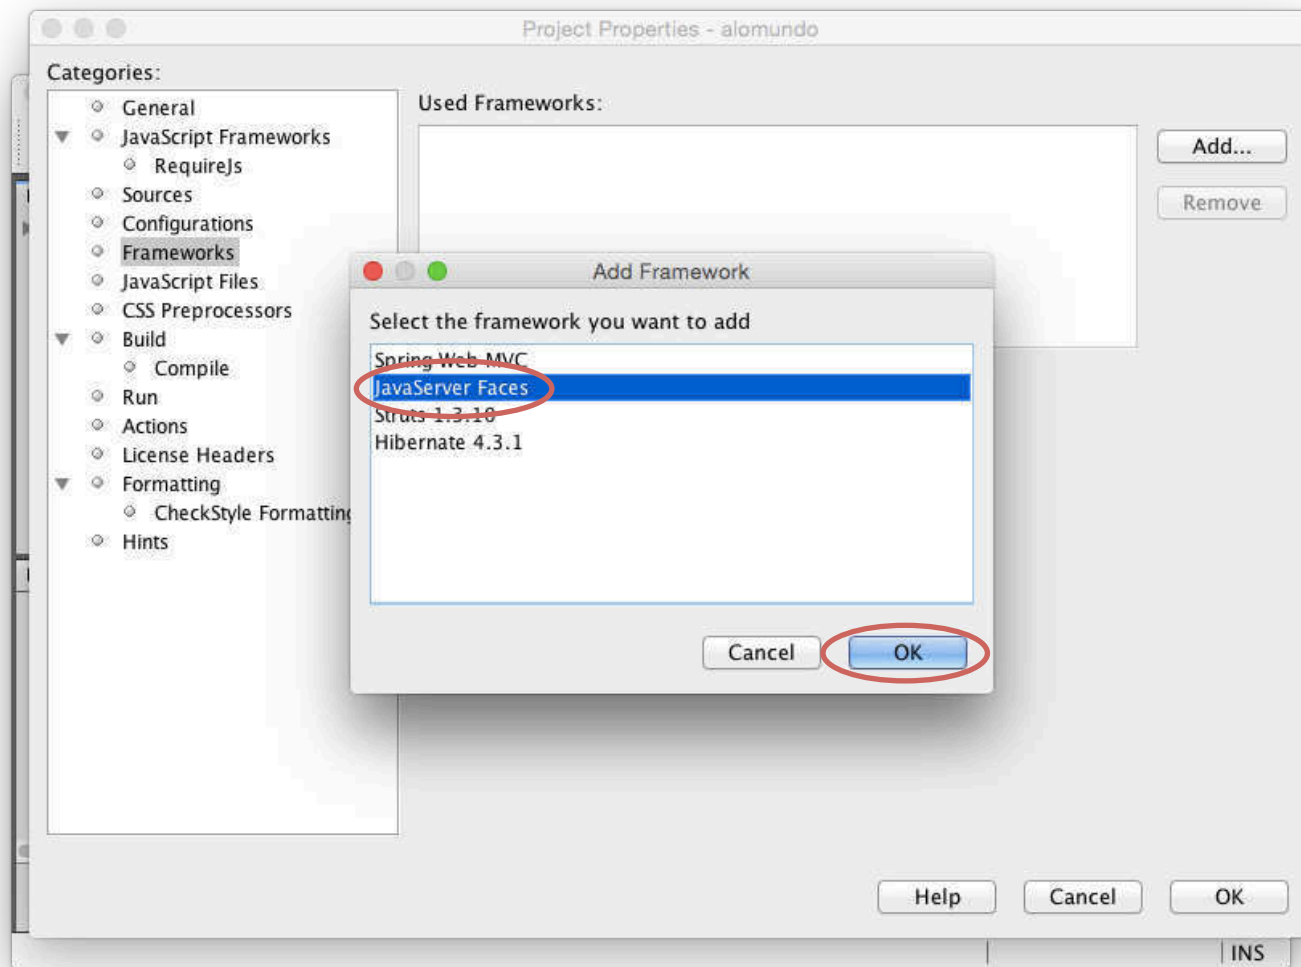 Project Properties - alomundo
Categories:
General
JavaScript Frameworks
RequireJs
Sources
Configurations
Frameworks
JavaScript Files
CSS Preprocessors
Build
Compile
Run
Actions
License Headers
Formatting
CheckStyle Formatting
Hints
Used Frameworks:
Add...
Remove
Add Framework
Select the framework you want to add
Spring Web MVC
JavaServer Faces
Struts 1.3.10
Hibernate 4.3.1
Cancel
OK
Help
Cancel
OK
INS